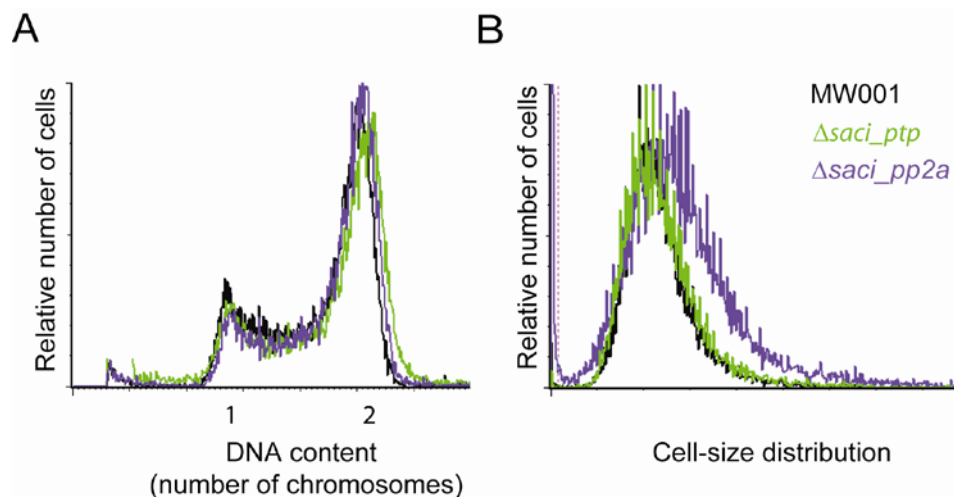 A
Relative number of cells
1
2
DNA content
(number of chromosomes)
B
Relative number of cells
MW001
Δsaci_ptp
Δsaci_pp2a
Cell-size distribution